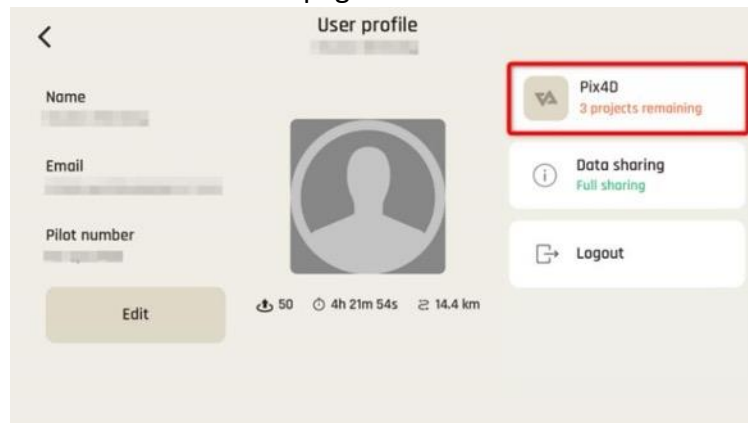 User profile
Name
Email
Pilot number
Edit
50 4h 21m 54s 14.4 km
Pix4D
3 projects remaining
Data sharing
Full sharing
Logout